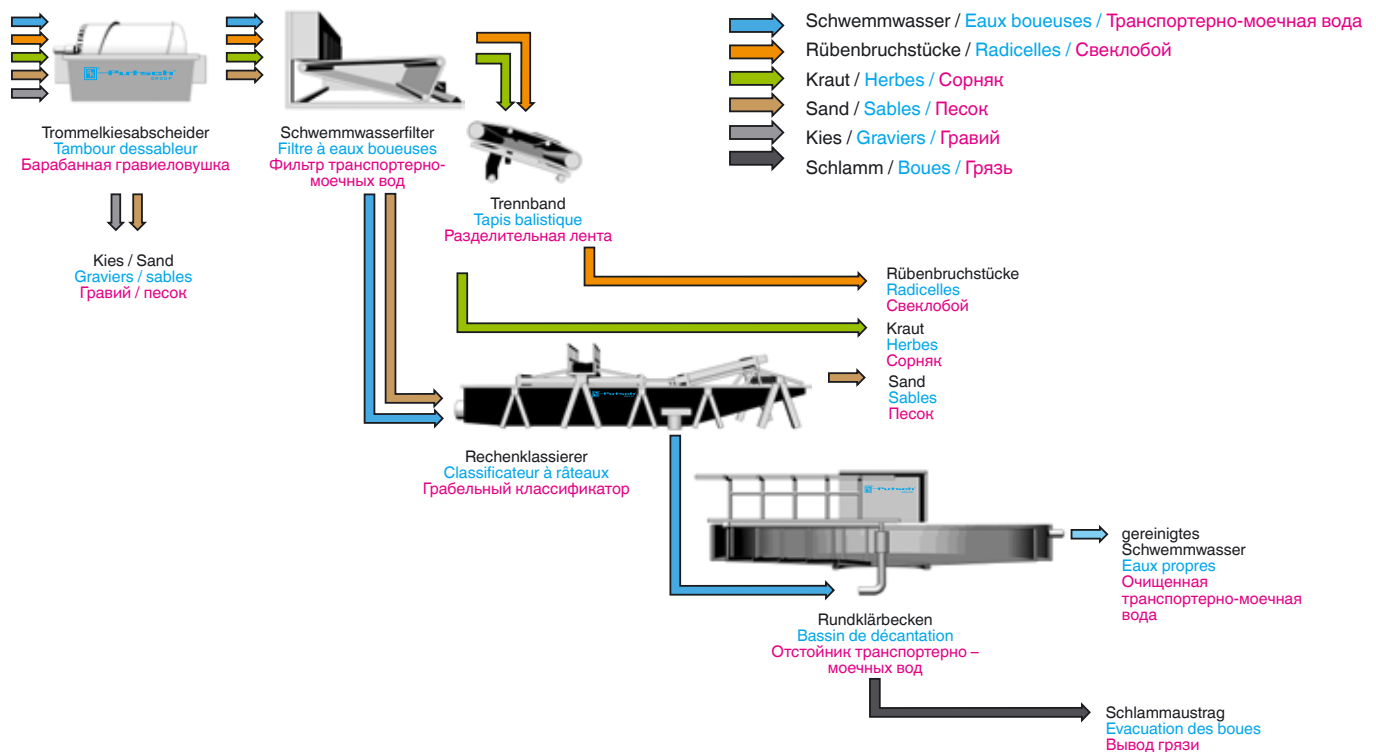 Schwemmwasser / Eaux boueuses / Транспортерно-моечная вода
Rübenbruchstücke / Radicelles / Свеклобой
Kraut / Herbes / Сорняк
Sand / Sables / Песок
Kies / Graviers / Гравий
Schlamm / Boues / Грязь
Putsch
GROUP
Trommelkiesabscheider
Tambour dessableur
Барабанная гравиеловушка
Schwemmwasserfilter
Filtre à eaux boueuses
Фильтр транспортерно-
моечных вод
Trennband
Tapis balistique
Разделительная лента
Kies / Sand
Graviers / sables
Гравий / песок
Rübenbruchstücke
Radicelles
Свеклобой
Kraut
Herbes
Сорняк
Sand
Sables
Песок
Putsch
Rechenklassierer
Classificateur à râteaux
Грабельный классификатор
Putsch
gereinigtes
Schwemmwasser
Eaux propres
Очищенная
транспортерно-моечная
вода
Rundklärbecken
Bassin de décantation
Отстойник транспортерно –
моечных вод
Schlammaustrag
Evacuation des boues
Вывод грязи